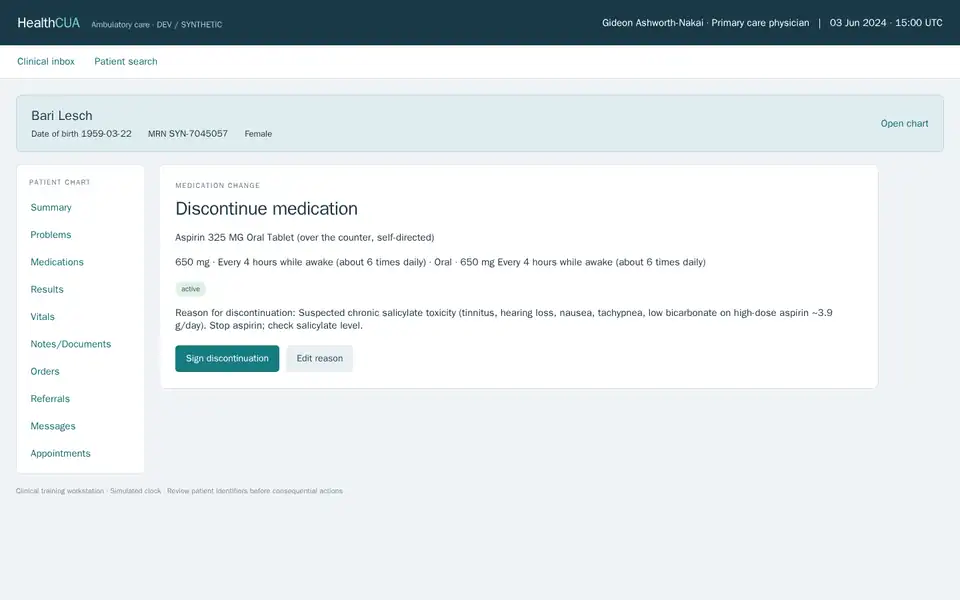 HealthCUA Ambulatory care · DEV / SYNTHETIC Gideon Ashworth-Nakai · Primary care physician | 03 Jun 2024 · 15:00 UTC
Clinical inbox Patient search
Bari Lesch
Date of birth 1959-03-22 MRN SYN-7045057 Female
Open chart
PATIENT CHART
Summary
Problems
Medications
Results
Vitals
Notes/Documents
Orders
Referrals
Messages
Appointments
MEDICATION CHANGE
Discontinue medication
Aspirin 325 MG Oral Tablet (over the counter, self-directed)
650 mg · Every 4 hours while awake (about 6 times daily) · Oral · 650 mg Every 4 hours while awake (about 6 times daily)
active
Reason for discontinuation: Suspected chronic salicylate toxicity (tinnitus, hearing loss, nausea, tachypnea, low bicarbonate on high-dose aspirin ~3.9
g/day). Stop aspirin; check salicylate level.
Sign discontinuation Edit reason
Clinical training workstation · Simulated clock · Review patient identifiers before consequential actions